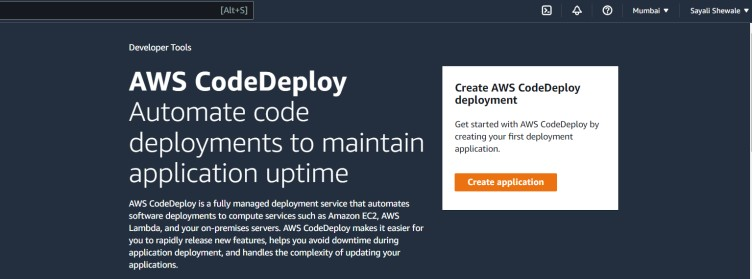 [Alt+S]
Mumbai ▼
Sayali Shewale ▼
Developer Tools
AWS CodeDeploy
Automate code
deployments to maintain
application uptime
AWS CodeDeploy is a fully managed deployment service that automates
software deployments to compute services such as Amazon EC2, AWS
Lambda, and your on-premises servers. AWS CodeDeploy makes it easier for
you to rapidly release new features, helps you avoid downtime during
application deployment, and handles the complexity of updating your
applications.
Create AWS CodeDeploy
deployment
Get started with AWS CodeDeploy by
creating your first deployment
application.
Create application